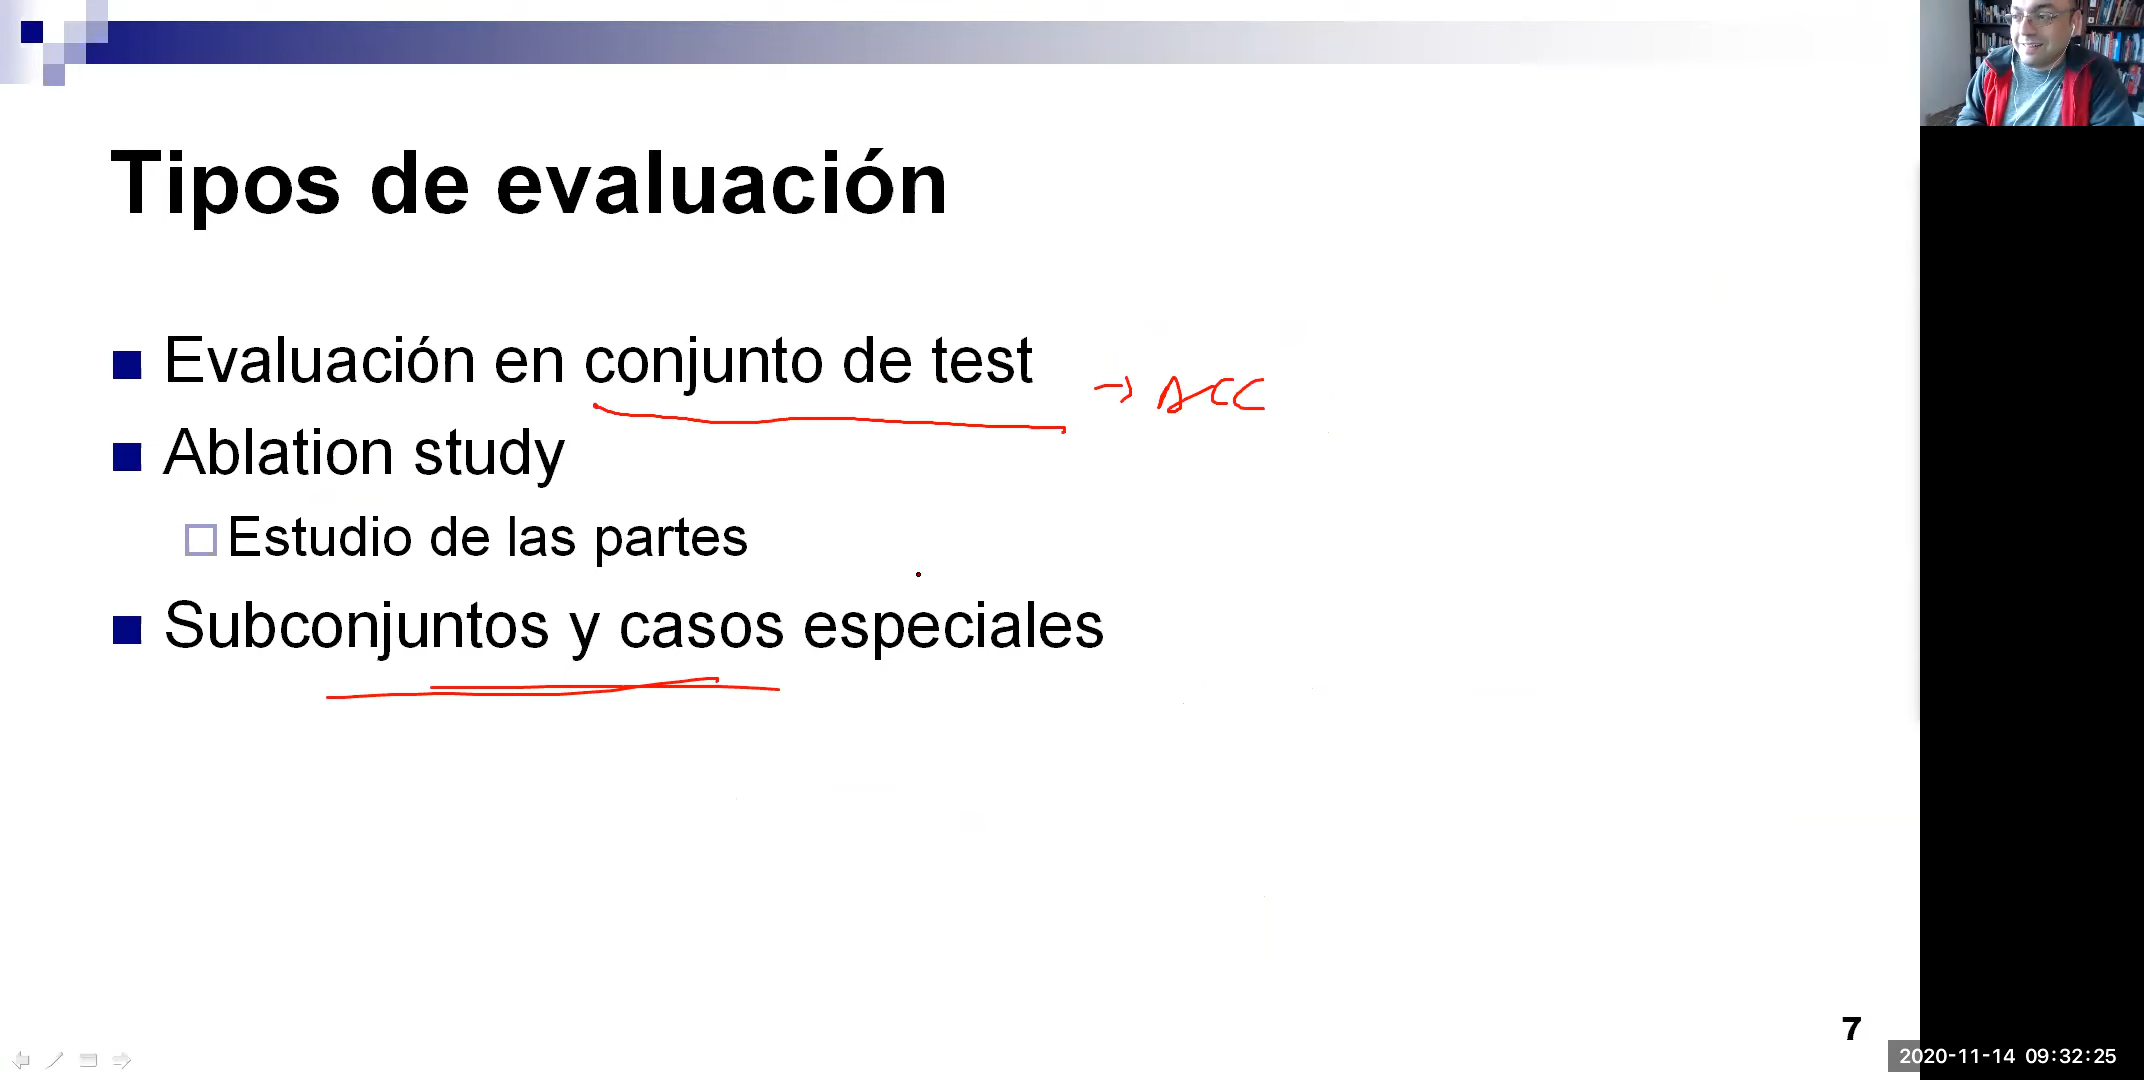 Tipos de evaluación
Evaluación en conjunto de test
→ ACC
Ablation study
Estudio de las partes
Subconjuntos y casos especiales
7
2020-11-14 09:32:25